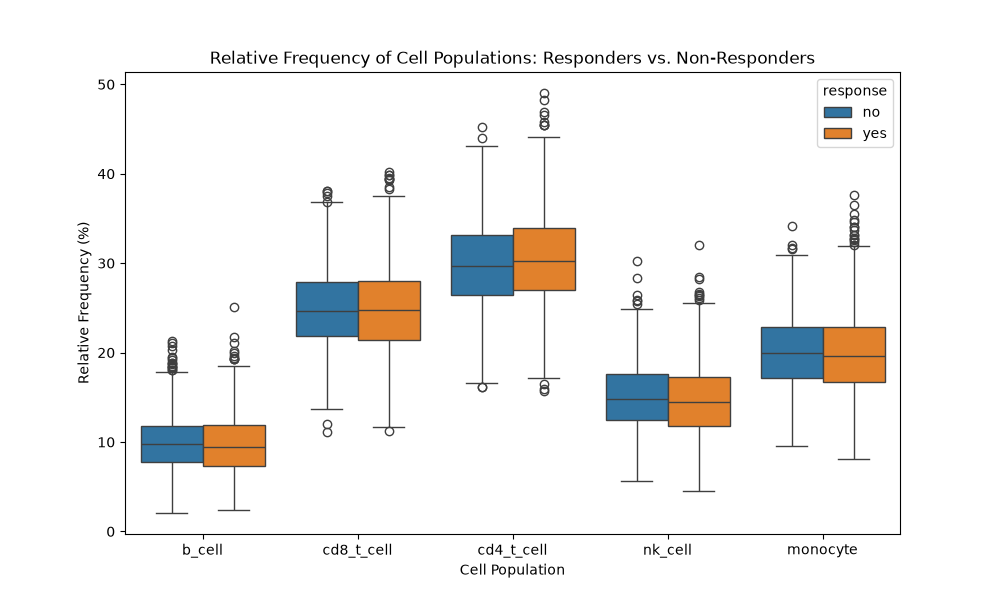 Relative Frequency of Cell Populations: Responders vs. Non-Responders
response
no
yes
Relative Frequency (%)
50
40
30
20
10
0
b_cell
cd8_t_cell
cd4_t_cell
nk_cell
monocyte
Cell Population